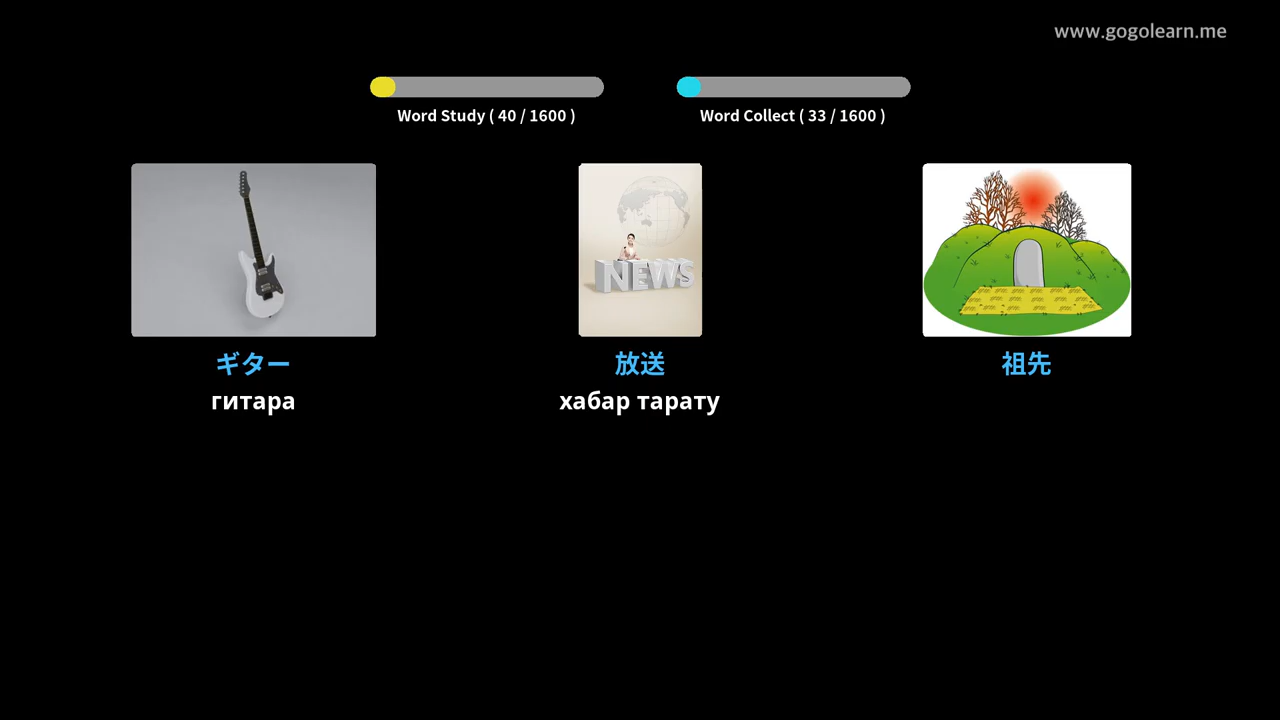 www.gogolearn.me
Word Study ( 40 / 1600 )
Word Collect ( 33 / 1600 )
NEWS
ギター
放送
祖先
гитара
хабар тарату